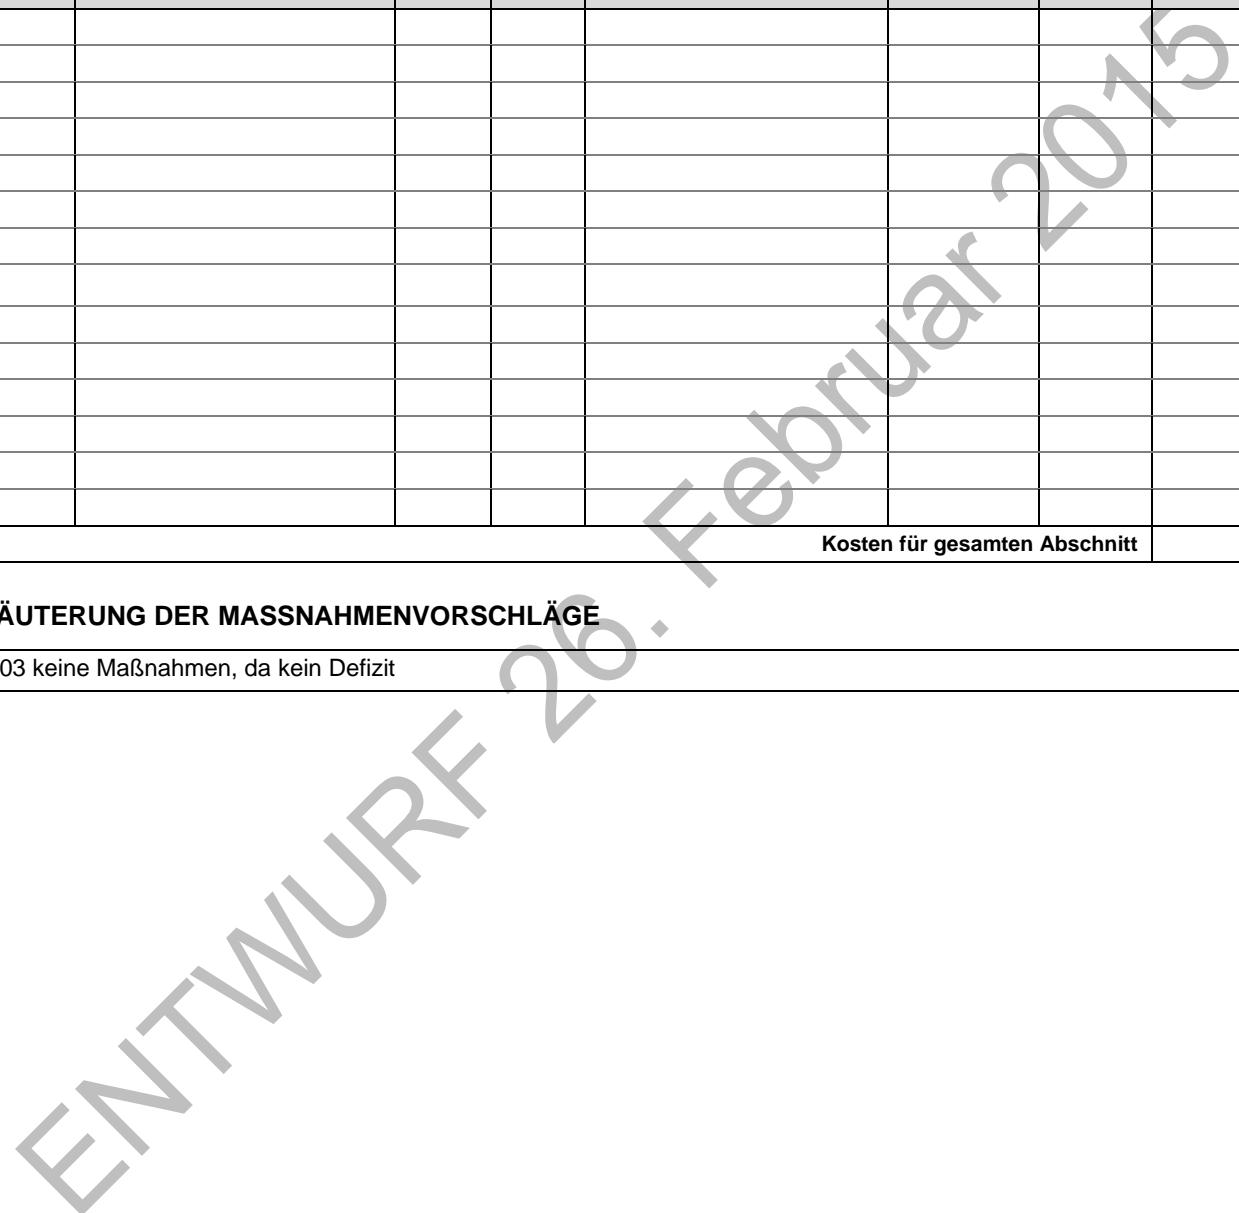 Kosten für gesamten Abschnitt
ÄUTERUNG DER MASSNAHMENVORSCHLÄGE
03 keine Maßnahmen, da kein Defizit
ENTWURF 26. Februar 2015